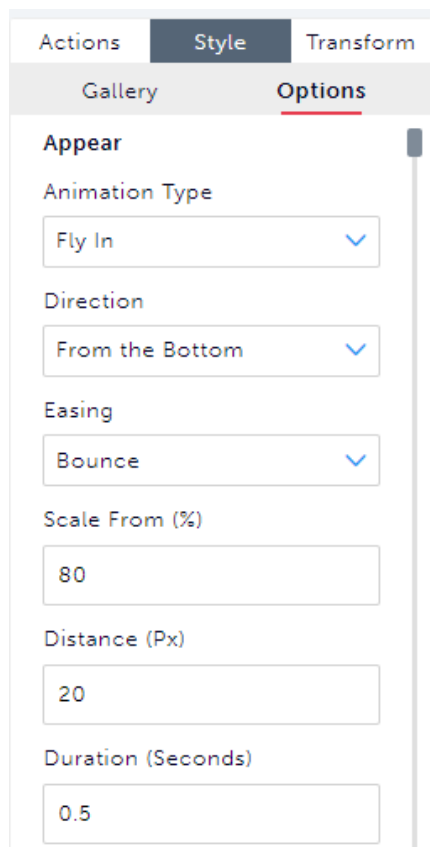 Actions Style Transform
Gallery Options
Appear
Animation Type
Fly In
Direction
From the Bottom
Easing
Bounce
Scale From (%)
80
Distance (Px)
20
Duration (Seconds)
0.5